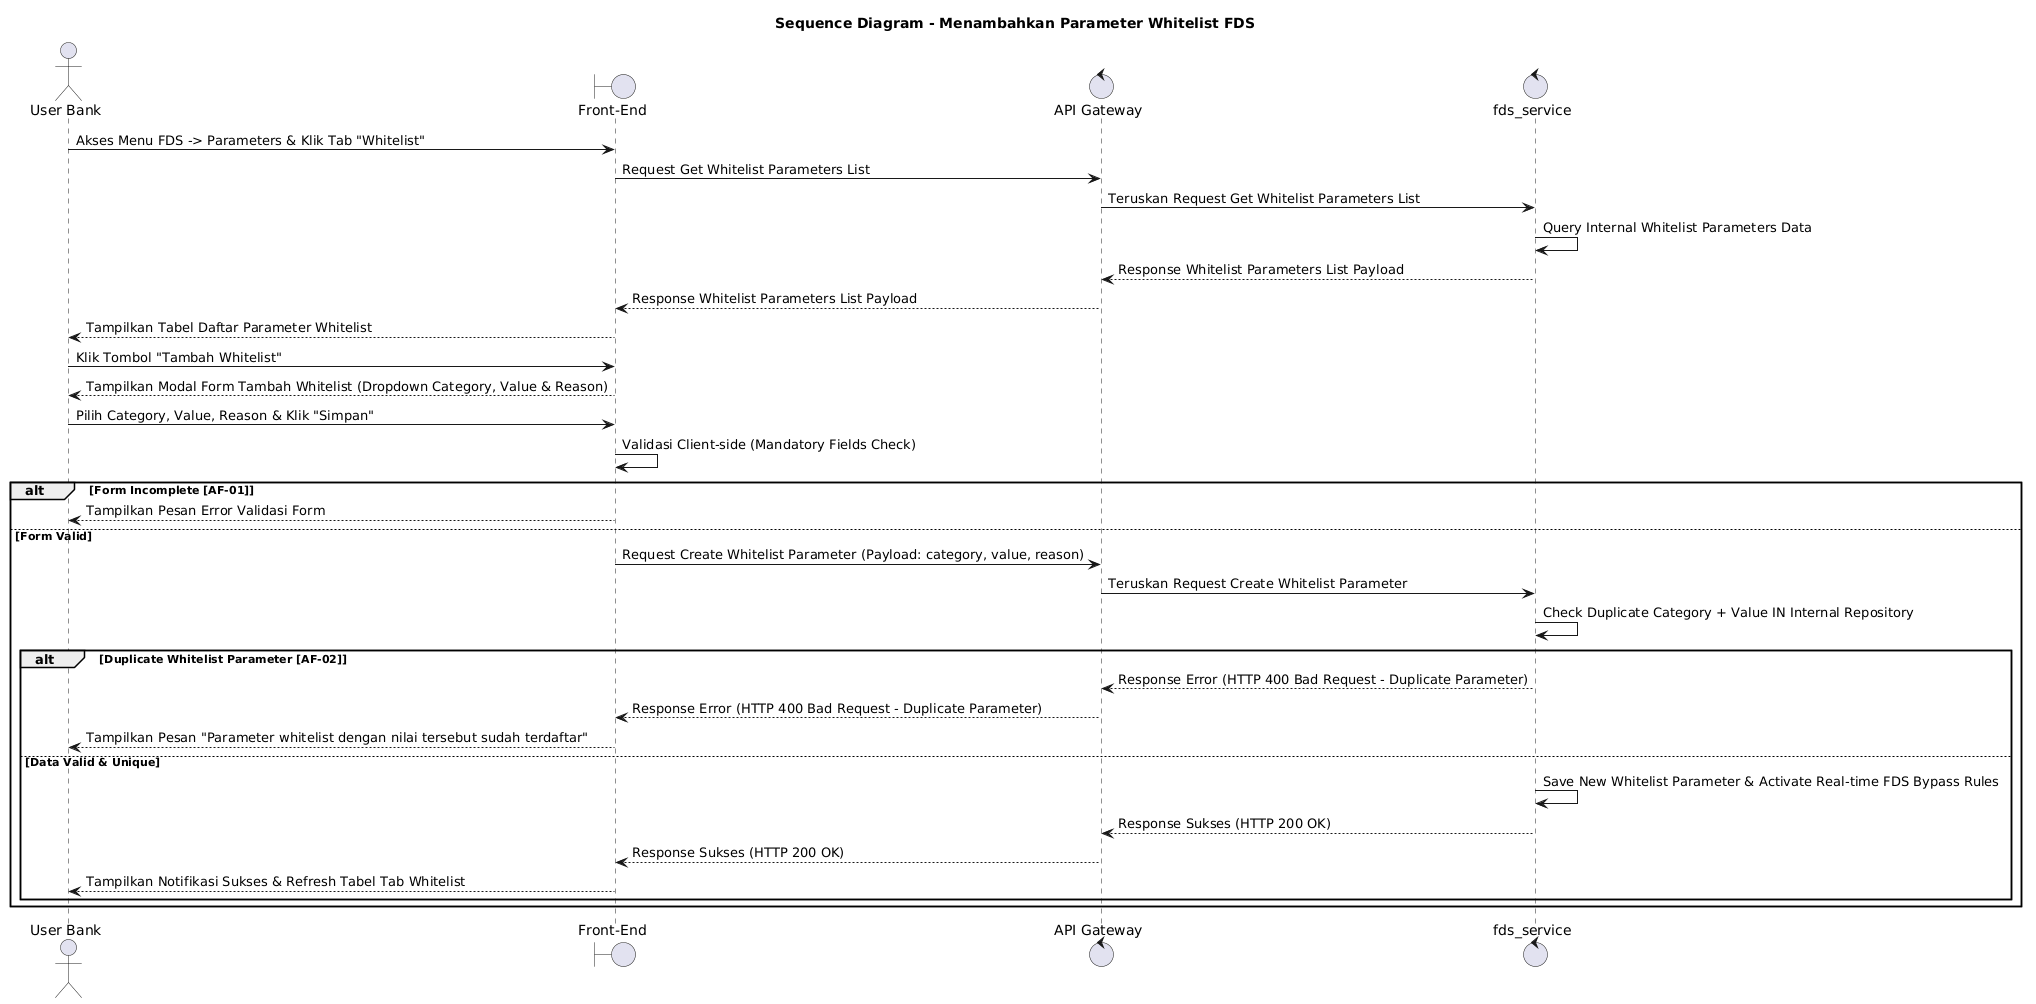 Sequence Diagram - Menambahkan Parameter Whitelist FDS
User Bank
Front-End
API Gateway
fds_service
Akses Menu FDS -> Parameters & Klik Tab "Whitelist"
Request Get Whitelist Parameters List
Teruskan Request Get Whitelist Parameters List
Query Internal Whitelist Parameters Data
Response Whitelist Parameters List Payload
Response Whitelist Parameters List Payload
Tampilkan Tabel Daftar Parameter Whitelist
Klik Tombol "Tambah Whitelist"
Tampilkan Modal Form Tambah Whitelist (Dropdown Category, Value & Reason)
Pilih Category, Value, Reason & Klik "Simpan"
Validasi Client-side (Mandatory Fields Check)
alt [Form Incomplete [AF-01]]
Tampilkan Pesan Error Validasi Form
[Form Valid]
Request Create Whitelist Parameter (Payload: category, value, reason)
Teruskan Request Create Whitelist Parameter
Check Duplicate Category + Value IN Internal Repository
alt [Duplicate Whitelist Parameter [AF-02]]
Response Error (HTTP 400 Bad Request - Duplicate Parameter)
Response Error (HTTP 400 Bad Request - Duplicate Parameter)
Tampilkan Pesan "Parameter whitelist dengan nilai tersebut sudah terdaftar"
[Data Valid & Unique]
Save New Whitelist Parameter & Activate Real-time FDS Bypass Rules
Response Sukses (HTTP 200 OK)
Response Sukses (HTTP 200 OK)
Tampilkan Notifikasi Sukses & Refresh Tabel Tab Whitelist
User Bank
Front-End
API Gateway
fds_service